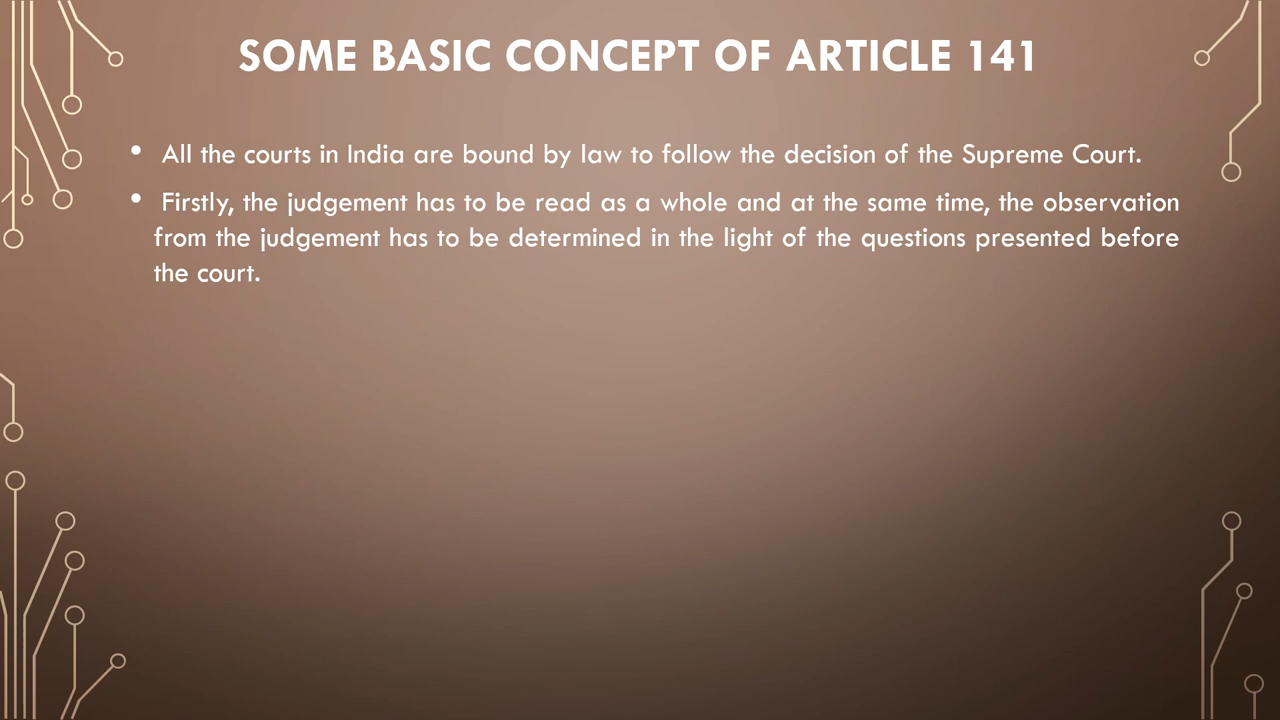 SOME BASIC CONCEPT OF ARTICLE 141
• All the courts in India are bound by law to follow the decision of the Supreme Court.
• Firstly, the judgement has to be read as a whole and at the same time, the observation
from the judgement has to be determined in the light of the questions presented before
the court.